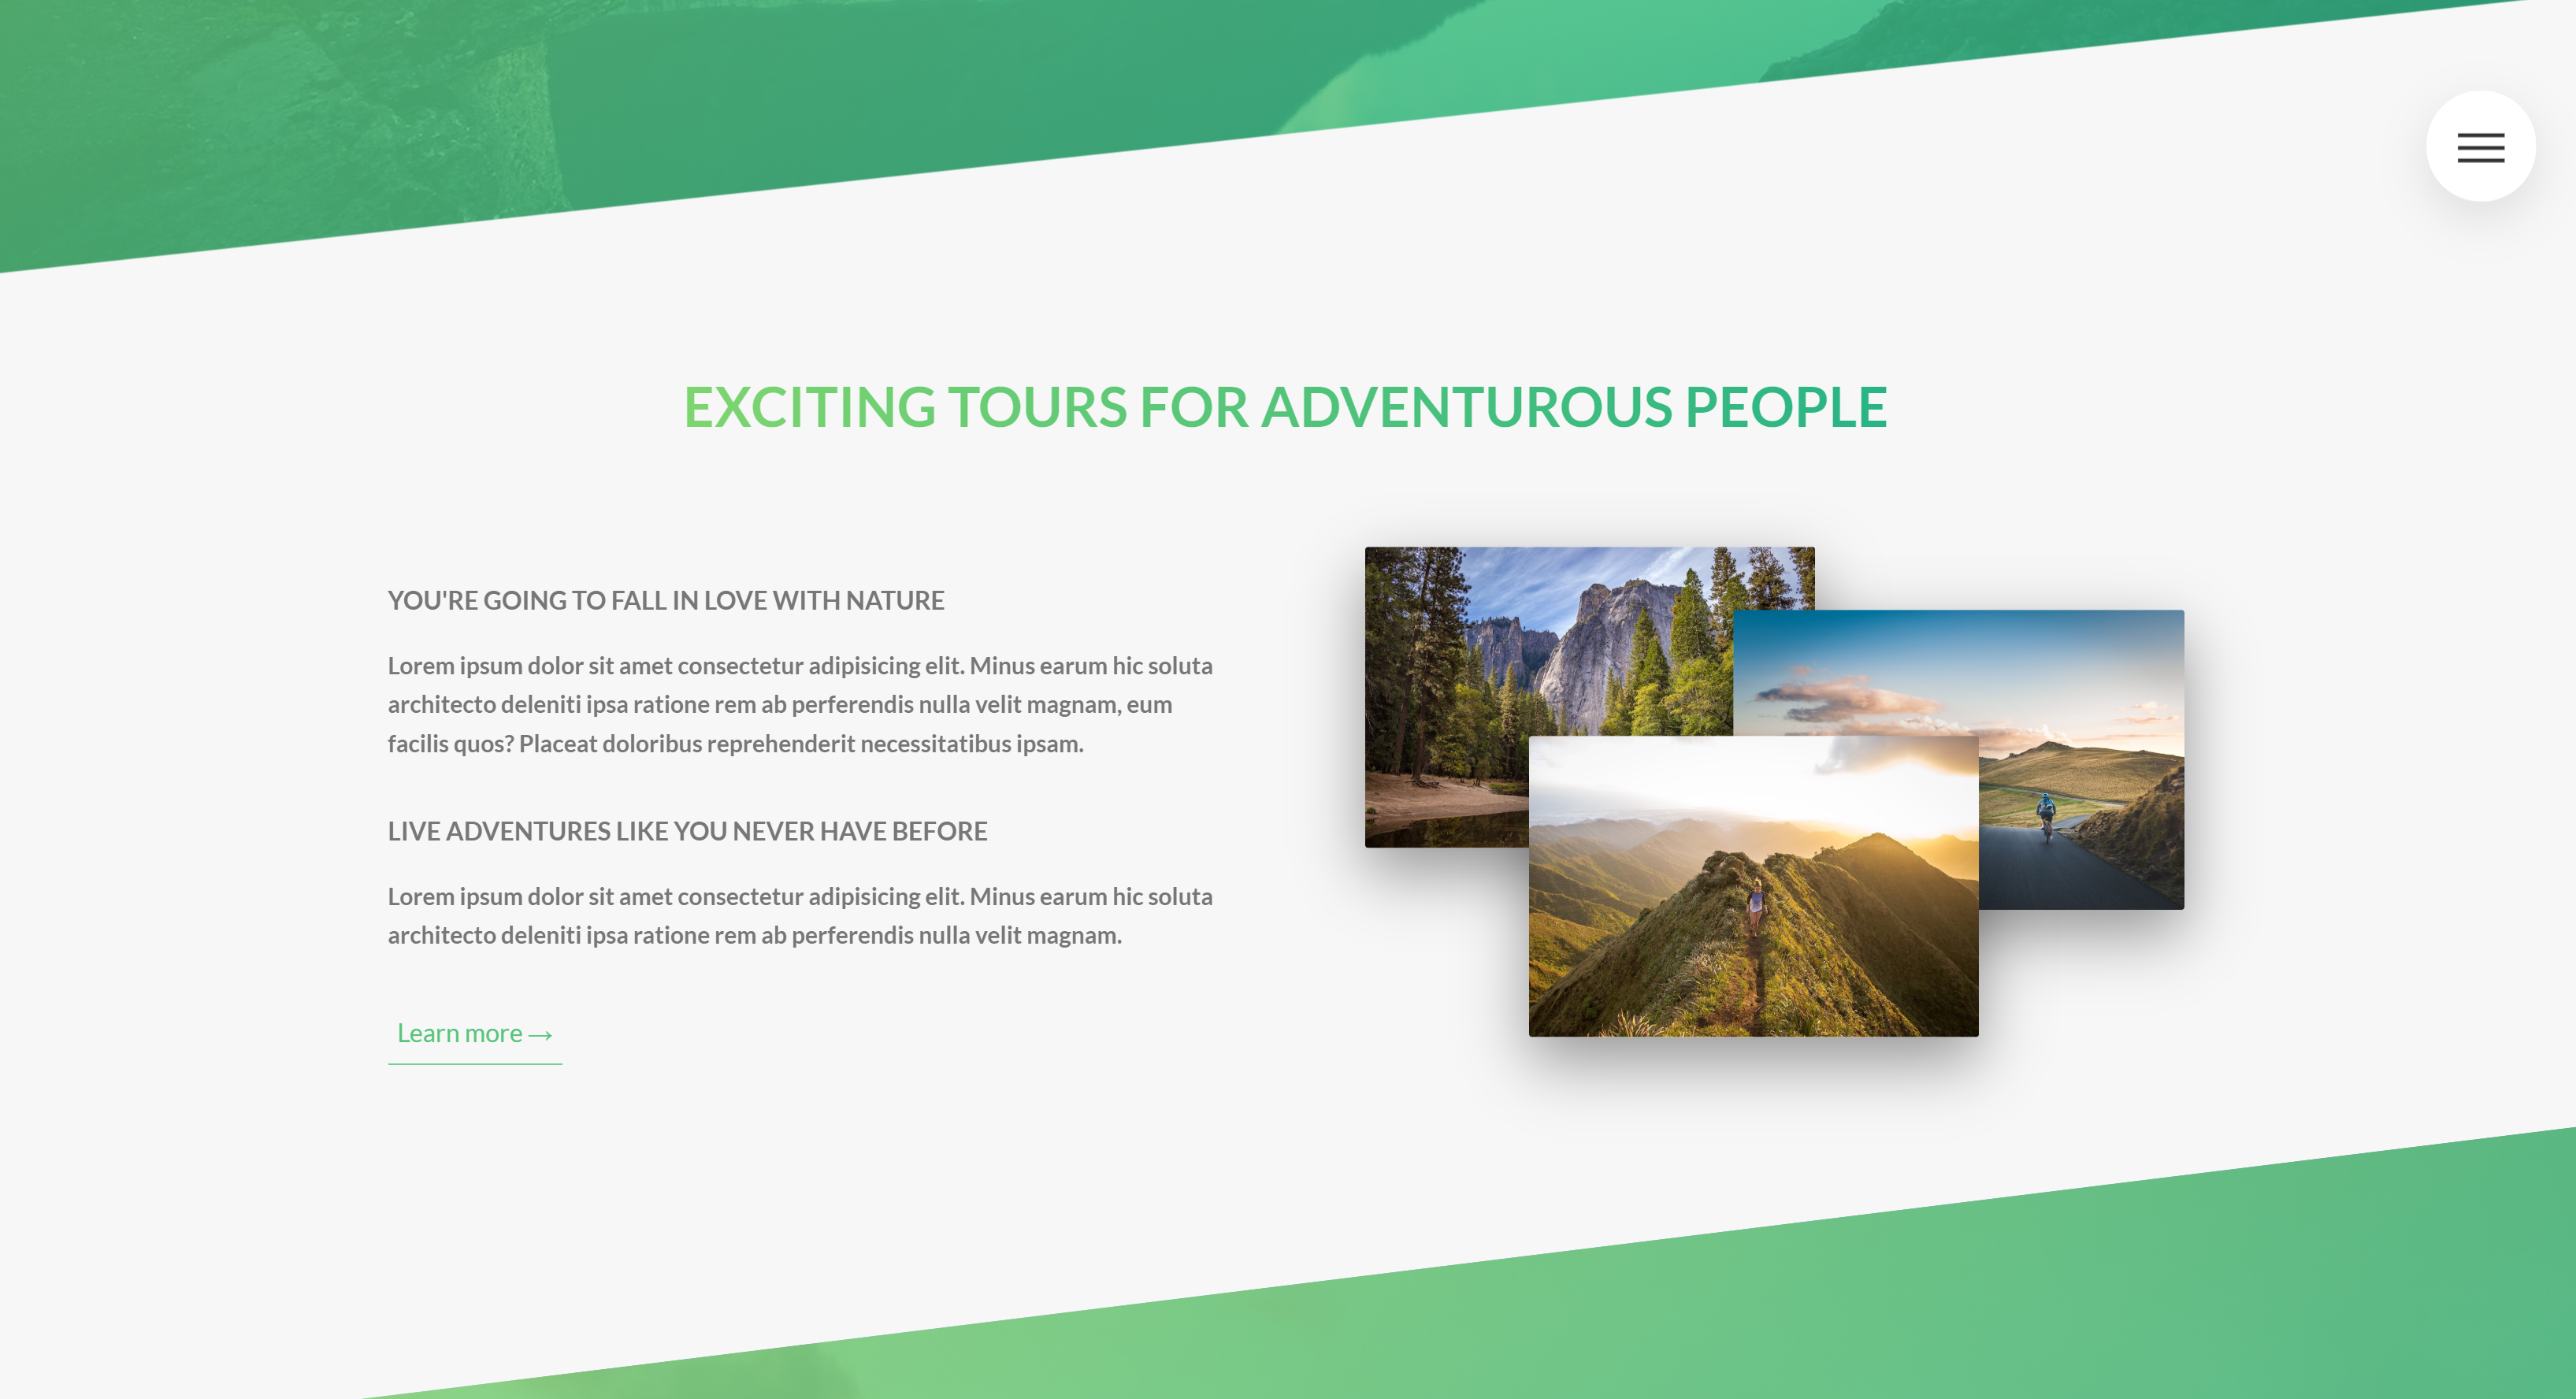 EXCITING TOURS FOR ADVENTUROUS PEOPLE
YOU'RE GOING TO FALL IN LOVE WITH NATURE
Lorem ipsum dolor sit amet consectetur adipisicing elit. Minus earum hic soluta
architecto deleniti ipsa ratione rem ab perferendis nulla velit magnam, eum
facilis quos? Placeat doloribus reprehenderit necessitatibus ipsam.
LIVE ADVENTURES LIKE YOU NEVER HAVE BEFORE
Lorem ipsum dolor sit amet consectetur adipisicing elit. Minus earum hic soluta
architecto deleniti ipsa ratione rem ab perferendis nulla velit magnam.
Learn more →